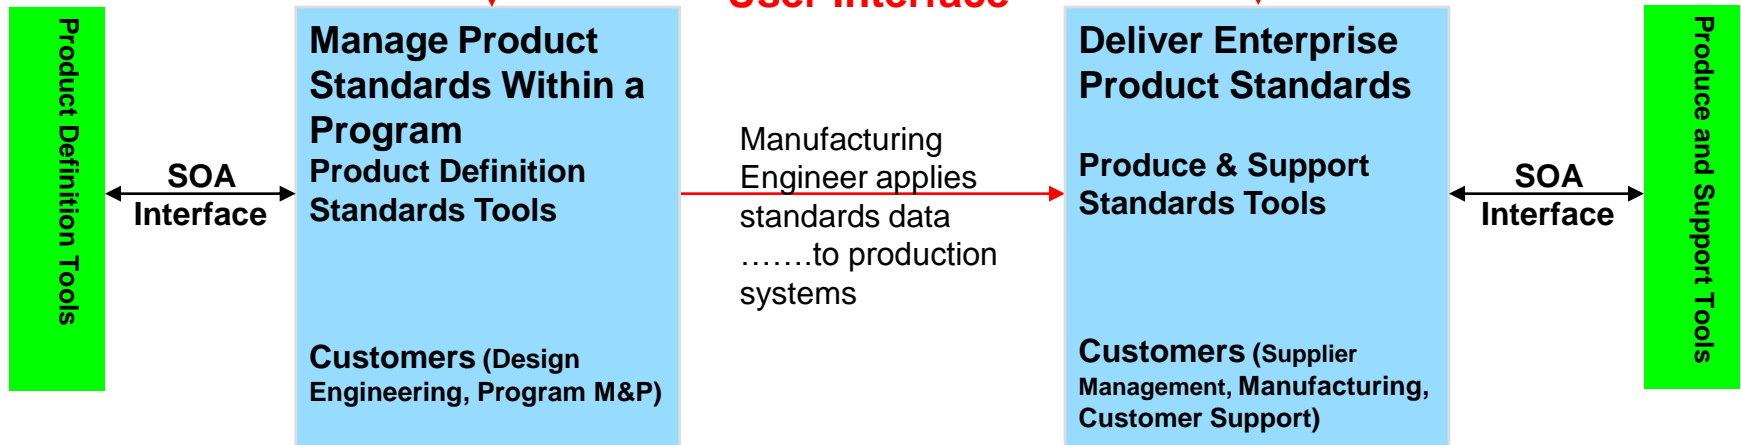 User Interface
Product Definition Tools
SOA
Interface
Manage Product
Standards Within a
Program
Product Definition
Standards Tools
Customers (Design
Engineering, Program M&P)
Manufacturing
Engineer applies
standards data
…….to production
systems
Deliver Enterprise
Product Standards
Produce & Support
Standards Tools
Customers (Supplier
Management, Manufacturing,
Customer Support)
SOA
Interface
Produce and Support Tools